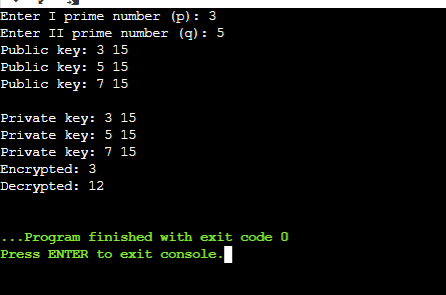 Enter I prime number (p): 3
Enter II prime number (q): 5
Public key: 3 15
Public key: 5 15
Public key: 7 15
Private key: 3 15
Private key: 5 15
Private key: 7 15
Encrypted: 3
Decrypted: 12
...Program finished with exit code 0
Press ENTER to exit console.